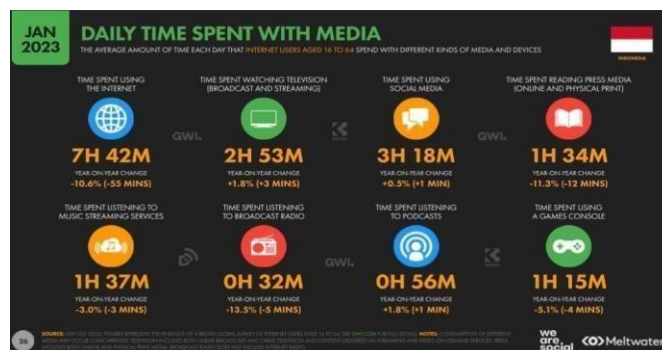 JAN
2023
DAILY TIME SPENT WITH MEDIA
THE AVERAGE AMOUNT OF TIME EACH DAY THAT INTERNET USERS AGED 16 TO 64 SPEND WITH DIFFERENT KINDS OF MEDIA AND DEVICES
INDONESIA
TIME SPENT USING
THE INTERNET
7H 42M
YEAR-ON-YEAR CHANGE
-10.6% (-55 MINS)
TIME SPENT WATCHING TELEVISION
(BROADCAST AND STREAMING)
2H 53M
YEAR-ON-YEAR CHANGE
+1.8% (+3 MINS)
TIME SPENT USING
SOCIAL MEDIA
3H 18M
YEAR-ON-YEAR CHANGE
+0.5% (+1 MIN)
TIME SPENT READING PRESS MEDIA
(ONLINE AND PHYSICAL PRINT)
1H 34M
YEAR-ON-YEAR CHANGE
-11.3% (-12 MINS)
GWI.
GWI.
TIME SPENT LISTENING TO
MUSIC STREAMING SERVICES
1H 37M
YEAR-ON-YEAR CHANGE
-3.0% (-3 MINS)
TIME SPENT LISTENING
TO BROADCAST RADIO
0H 32M
YEAR-ON-YEAR CHANGE
-13.5% (-5 MINS)
TIME SPENT LISTENING
TO PODCASTS
0H 56M
YEAR-ON-YEAR CHANGE
+1.8% (+1 MIN)
TIME SPENT USING
A GAMES CONSOLE
1H 15M
YEAR-ON-YEAR CHANGE
-5.1% (-4 MINS)
GWI.
36
we
are
social
Meltwater